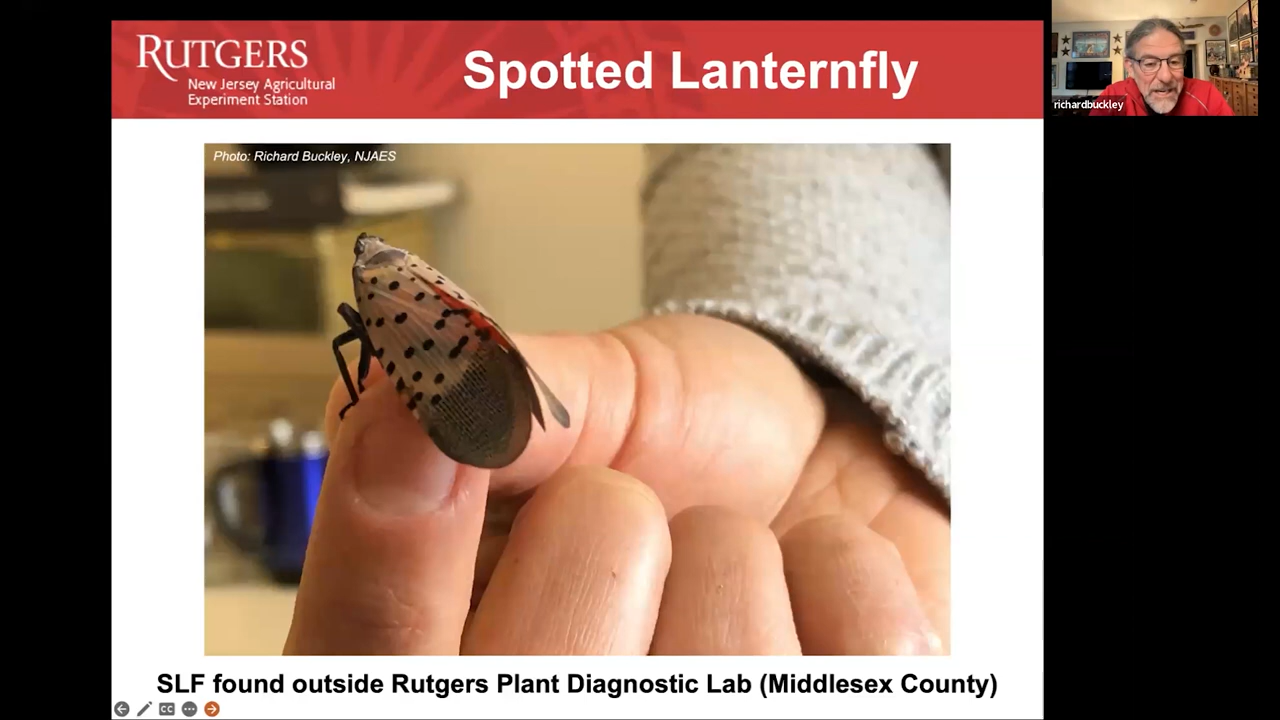 RUTGERS
New Jersey Agricultural
Experiment Station
Spotted Lanternfly
richardbuckley
Photo: Richard Buckley, NJAES
SLF found outside Rutgers Plant Diagnostic Lab (Middlesex County)
CC